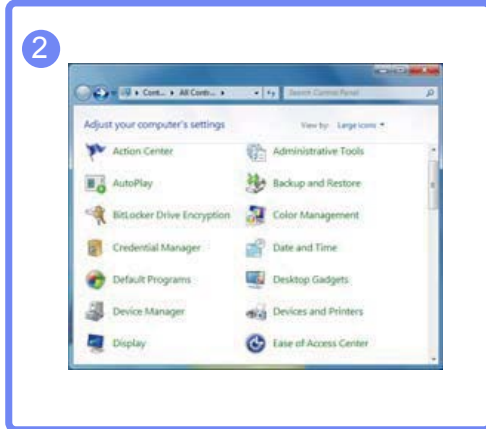 2
Cont... All Contr...
Search Control Panel
Adjust your computer's settings
View by: Large icons
Action Center
Administrative Tools
AutoPlay
Backup and Restore
BitLocker Drive Encryption
Color Management
Credential Manager
Date and Time
Default Programs
Desktop Gadgets
Device Manager
Devices and Printers
Display
Ease of Access Center